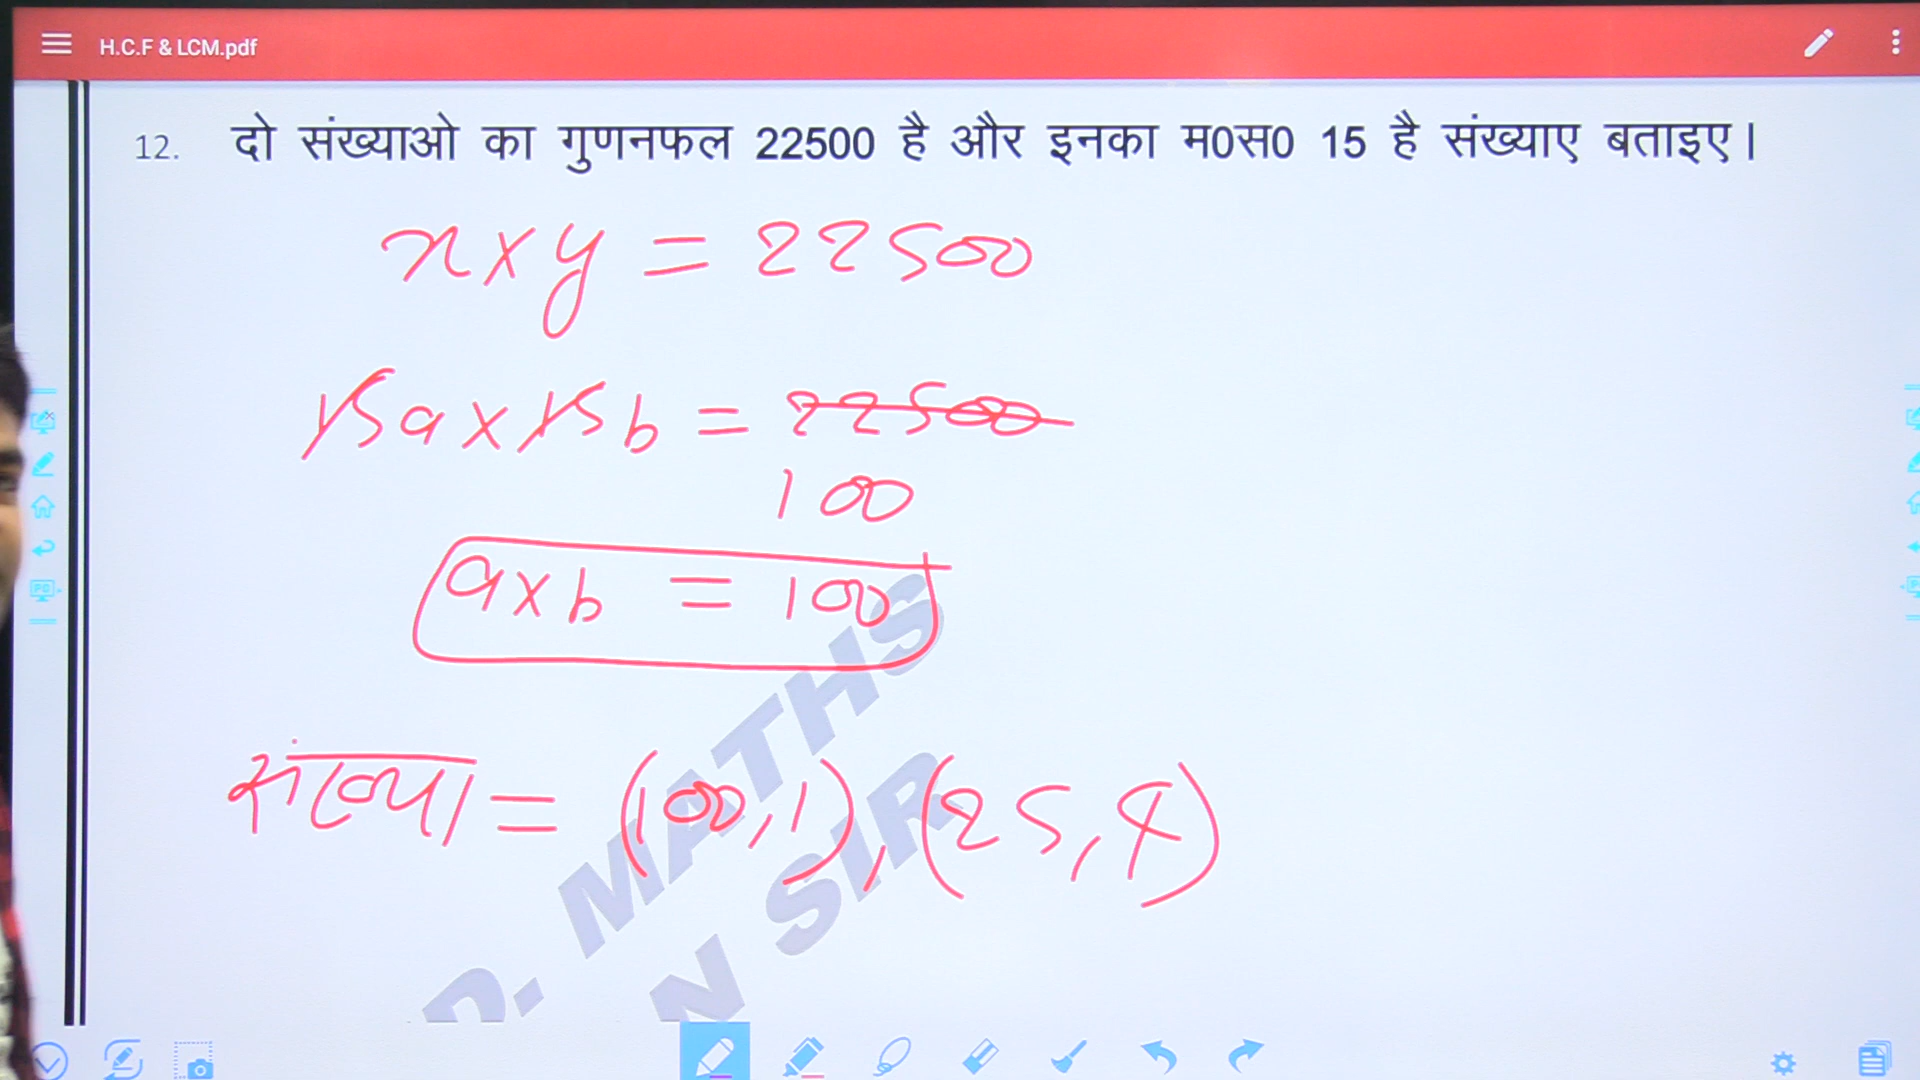 H.C.F & LCM.pdf
12. दो संख्याओ का गुणनफल 22500 है और इनका म0स0 15 है संख्याए बताइए।
x × y = 22500
15a × 15b = 22500
100
a × b = 100
संख्या = (100,1), (25,4)
D. MATHS
N SIR